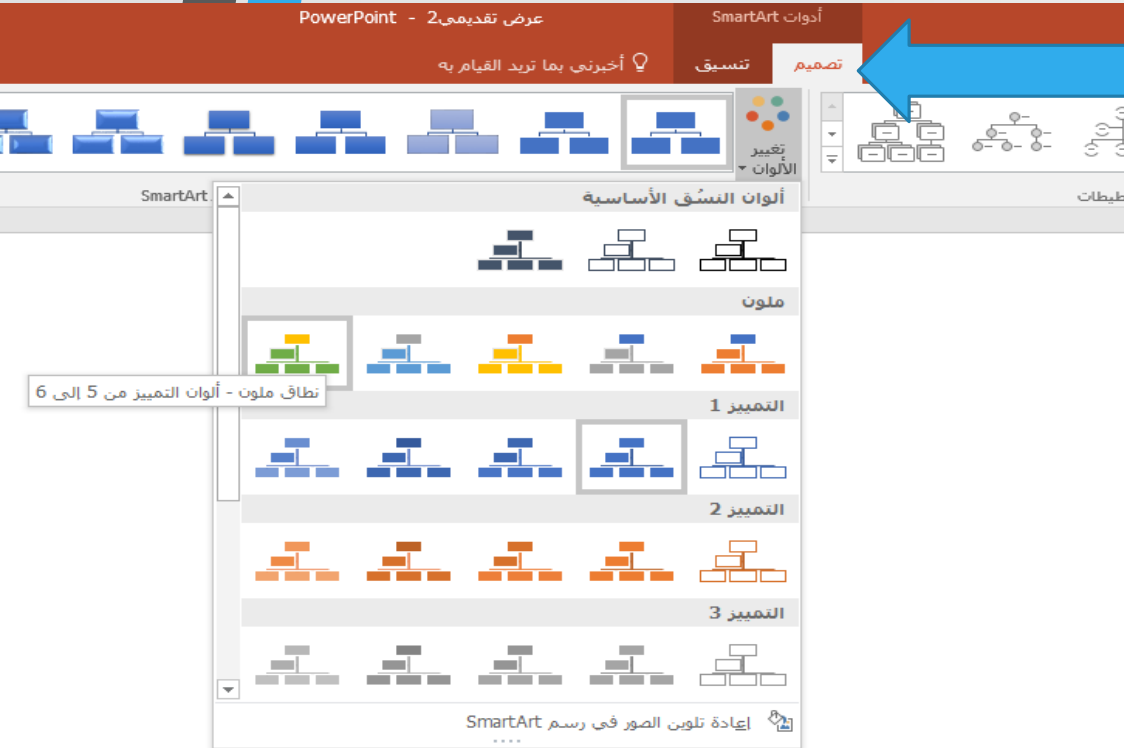 أدوات SmartArt
عرض تقديمي2 - PowerPoint
تصميم
تنسيق
أخبرني بما تريد القيام به
تغيير
الألوان
طيطات
SmartArt
ألوان النسُق الأساسية
ملون
نطاق ملون - ألوان التمييز من 5 إلى 6
التمييز 1
التمييز 2
التمييز 3
إعادة تلوين الصور في رسم SmartArt